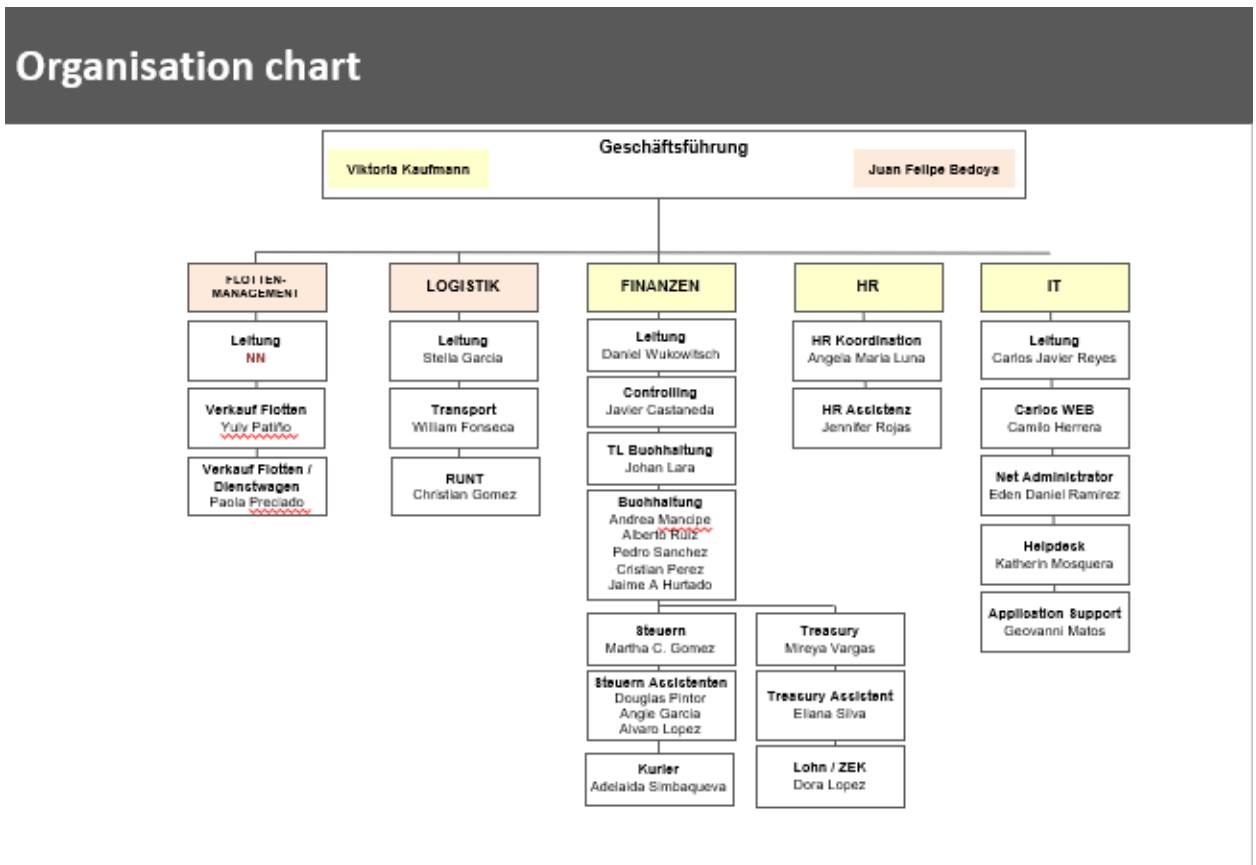 Organisation chart
Geschäftsführung
Viktoria Kaufmann
Juan Felipe Bedoya
FLOTTEN-
MANAGEMENT
Leitung
NN
Verkauf Flotten
Yuly Patiño
Verkauf Flotten /
Dienstwagen
Paola Preciado
LOGISTIK
Leitung
Stella Garcia
Transport
William Fonseca
RUNT
Christian Gomez
FINANZEN
Leitung
Daniel Wukowitsch
Controlling
Javier Castaneda
TL Buchhaltung
Johan Lara
Buchhaltung
Andrea Mancipe
Alberto Ruiz
Pedro Sanchez
Cristian Perez
Jaime A Hurtado
Steuern
Martha C. Gomez
Steuern Assistenten
Douglas Pintor
Angie Garcia
Alvaro Lopez
Kurier
Adelaida Simbaqueva
Treasury
Mireya Vargas
Treasury Assistent
Eliana Silva
Lohn / ZEK
Dora Lopez
HR
HR Koordination
Angela Maria Luna
HR Assistenz
Jennifer Rojas
IT
Leitung
Carlos Javier Reyes
Carlos WEB
Camilo Herrera
Net Administrator
Eden Daniel Ramirez
Helpdesk
Katherin Mosquera
Application Support
Geovanni Matos